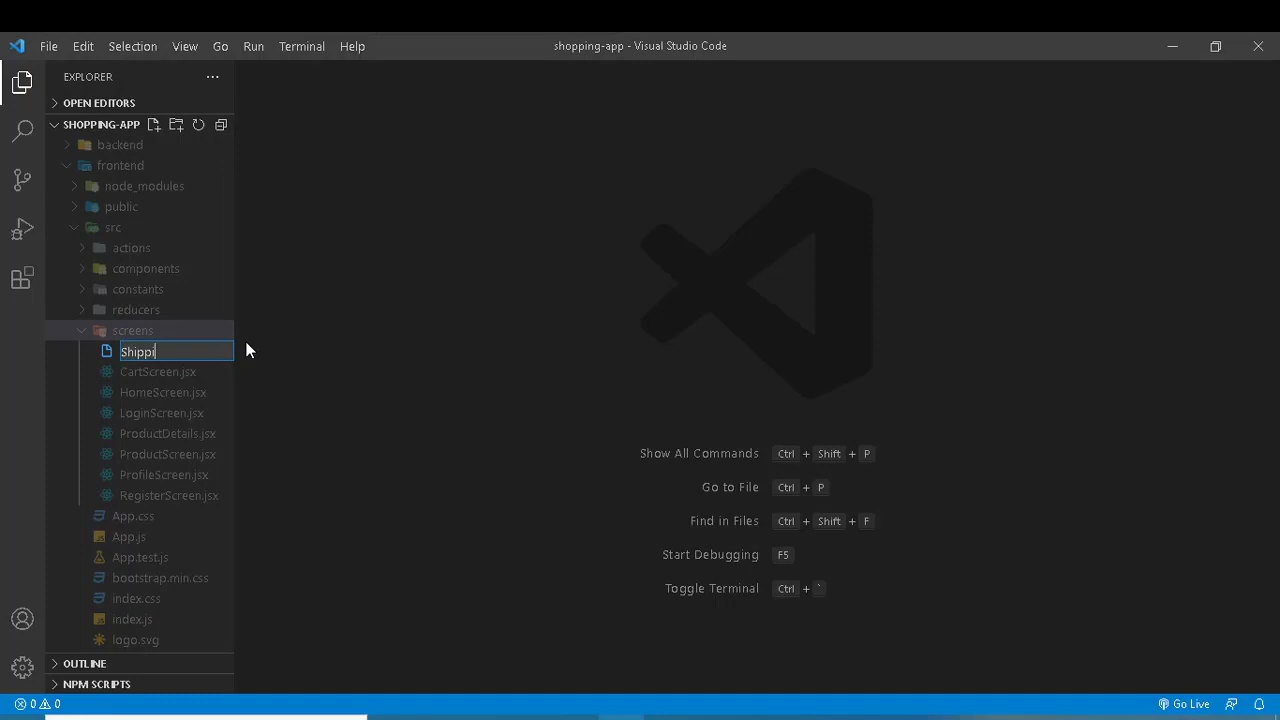 File Edit Selection View Go Run Terminal Help
shopping-app - Visual Studio Code
EXPLORER
OPEN EDITORS
SHOPPING-APP
backend
frontend
node_modules
public
src
actions
components
constants
reducers
screens
Shippi
CartScreen.jsx
HomeScreen.jsx
LoginScreen.jsx
ProductDetails.jsx
ProductScreen.jsx
ProfileScreen.jsx
RegisterScreen.jsx
App.css
App.js
App.test.js
bootstrap.min.css
index.css
index.js
logo.svg
OUTLINE
NPM SCRIPTS
Show All Commands Ctrl + Shift + P
Go to File Ctrl + P
Find in Files Ctrl + Shift + F
Start Debugging F5
Toggle Terminal Ctrl + `
0 0
Go Live